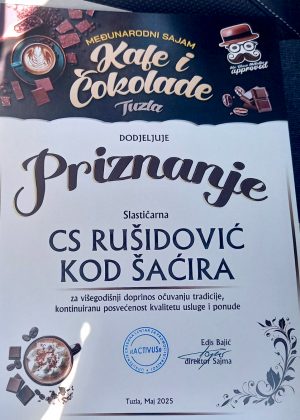 MEĐUNARODNI SAJAM
Kafe i
Čokolade
Tuzla
approved
DODJELJUJE
Priznanje
Slastičarna
CS RUŠIDOVIĆ
KOD ŠAĆIRA
za višegodišnji doprinos očuvanju tradicije,
kontinuiranu posvećenost kvalitetu usluge i ponude
"ACTIVUS"
Edis Bajić
direktor Sajma
Tuzla, Maj 2025